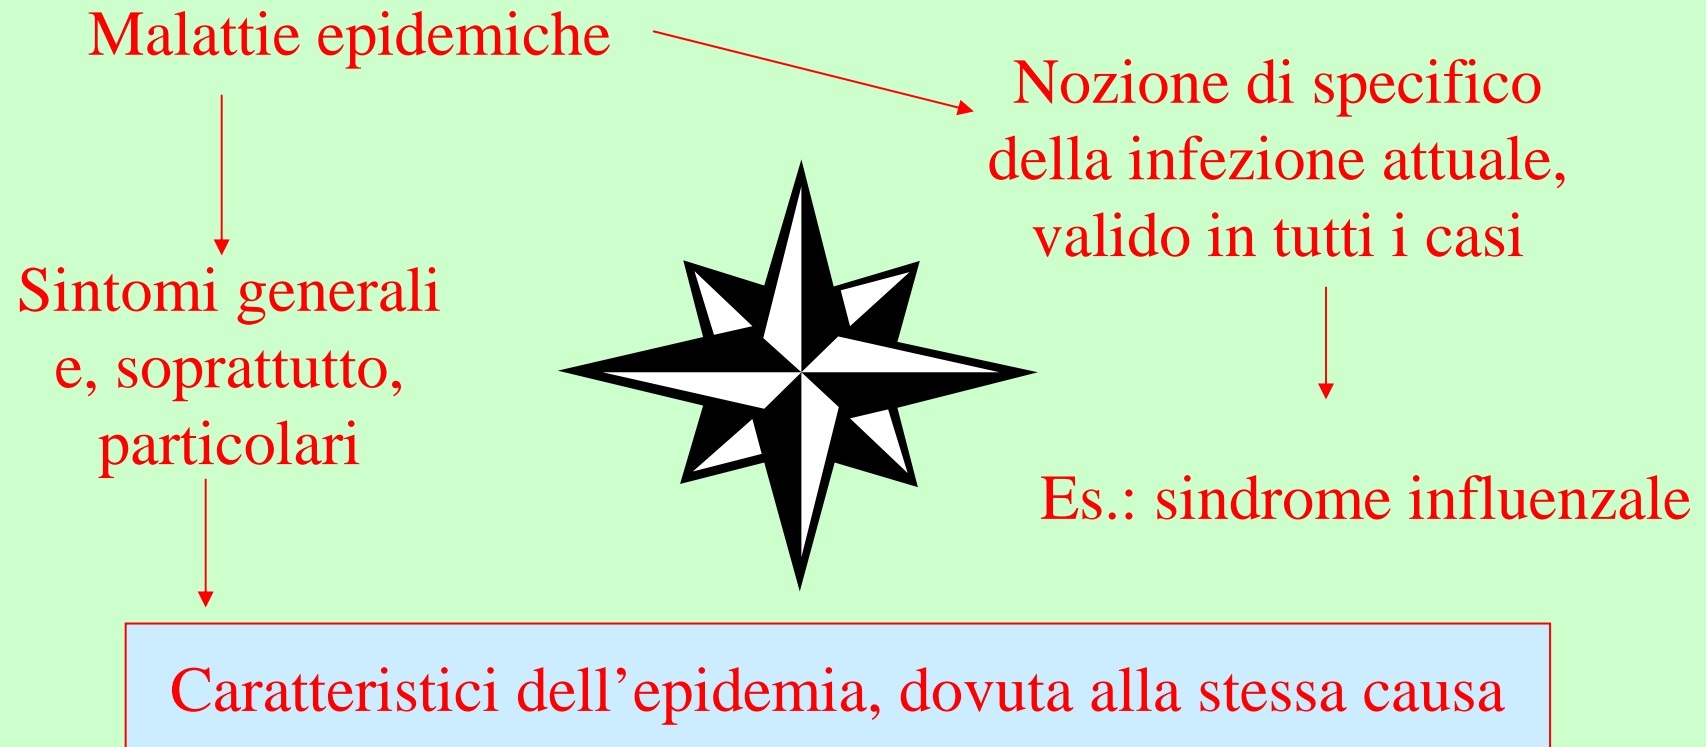 Malattie epidemiche
Nozione di specifico
della infezione attuale,
valido in tutti i casi
Sintomi generali
e, soprattutto,
particolari
Es.: sindrome influenzale
Caratteristici dell’epidemia, dovuta alla stessa causa